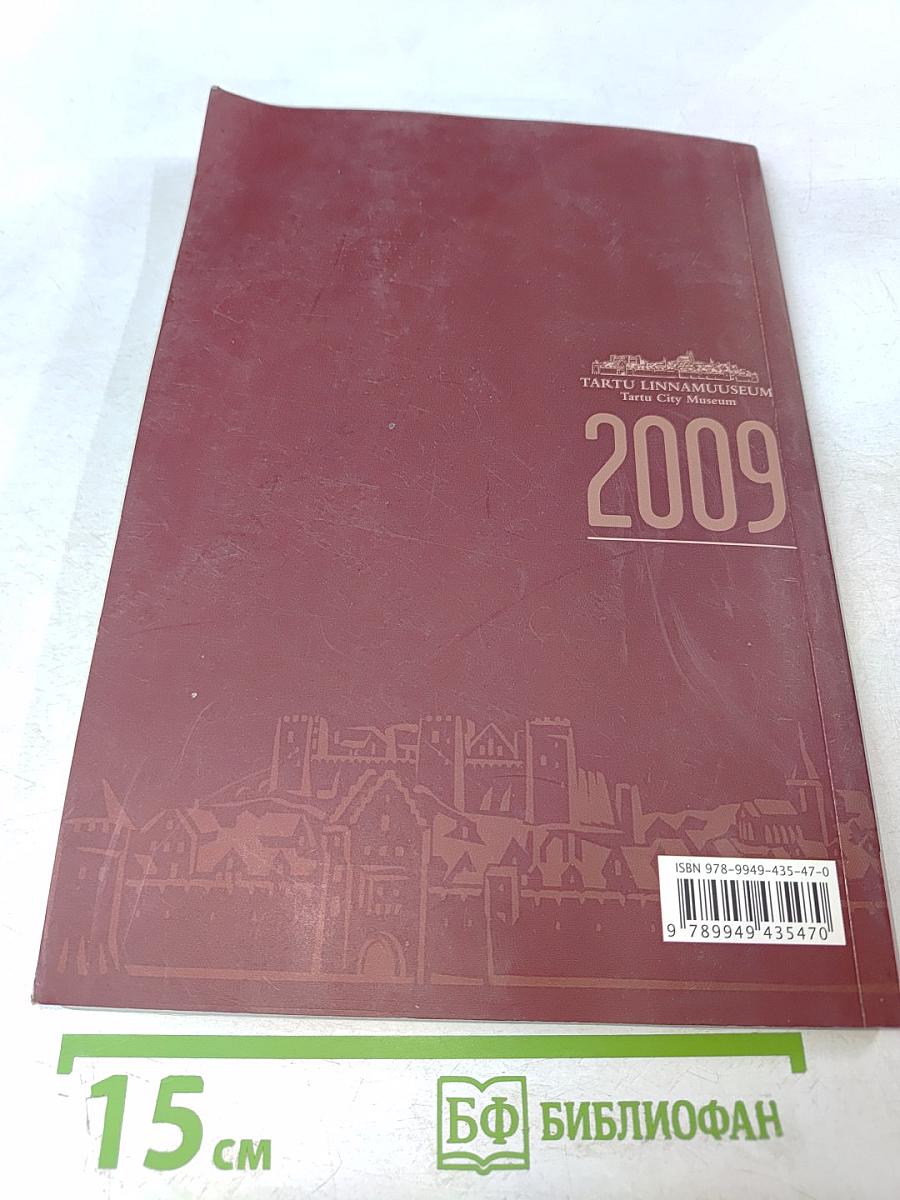 TARTU LINNAMUUSEUM
Tartu City Museum
2009
ISBN 978-9949-435-47-0
9 789949 435470
15 см
БФ БИБЛИОФАН